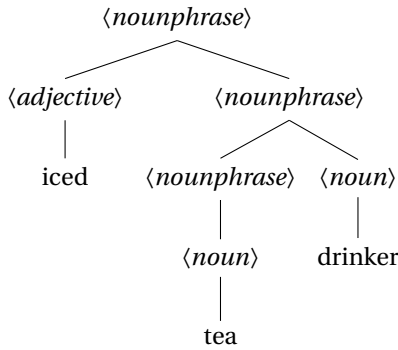 ⟨nounphrase⟩
⟨adjective⟩ ⟨nounphrase⟩
iced ⟨nounphrase⟩ ⟨noun⟩
⟨noun⟩ drinker
tea